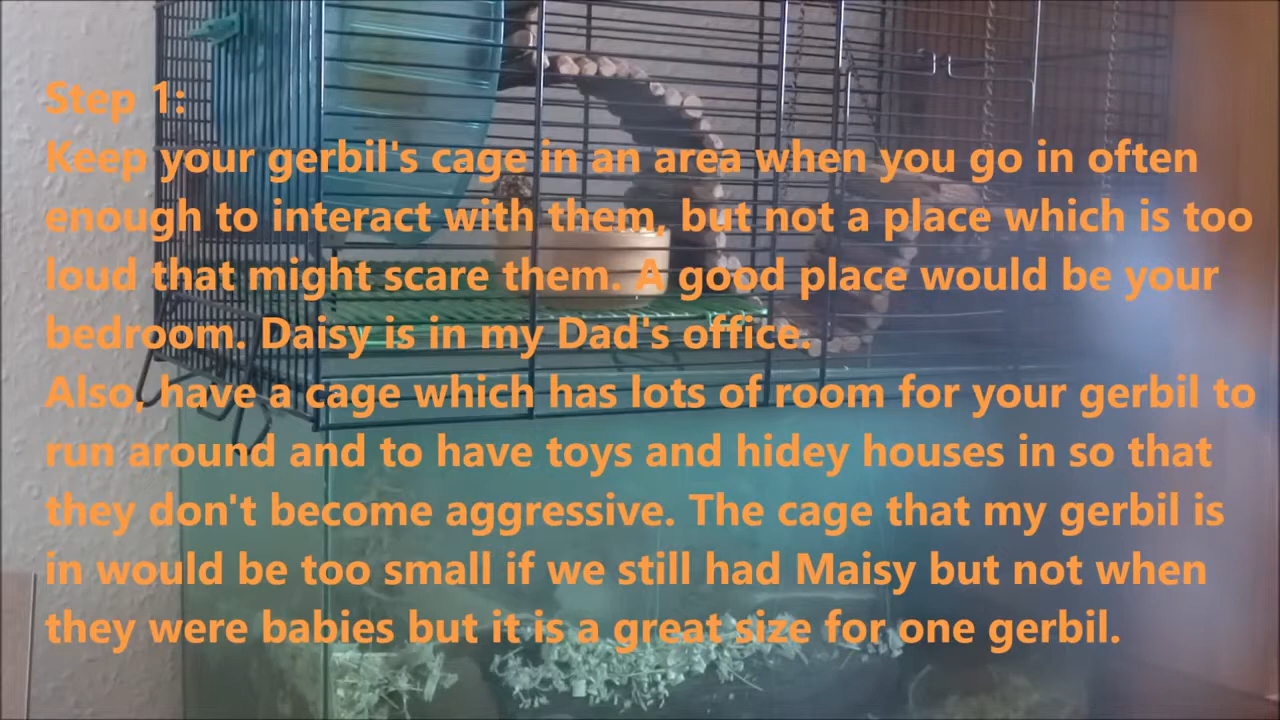 Step 1:
Keep your gerbil's cage in an area when you go in often
enough to interact with them, but not a place which is too
loud that might scare them. A good place would be your
bedroom. Daisy is in my Dad's office.
Also, have a cage which has lots of room for your gerbil to
run around and to have toys and hidey houses in so that
they don't become aggressive. The cage that my gerbil is
in would be too small if we still had Maisy but not when
they were babies but it is a great size for one gerbil.